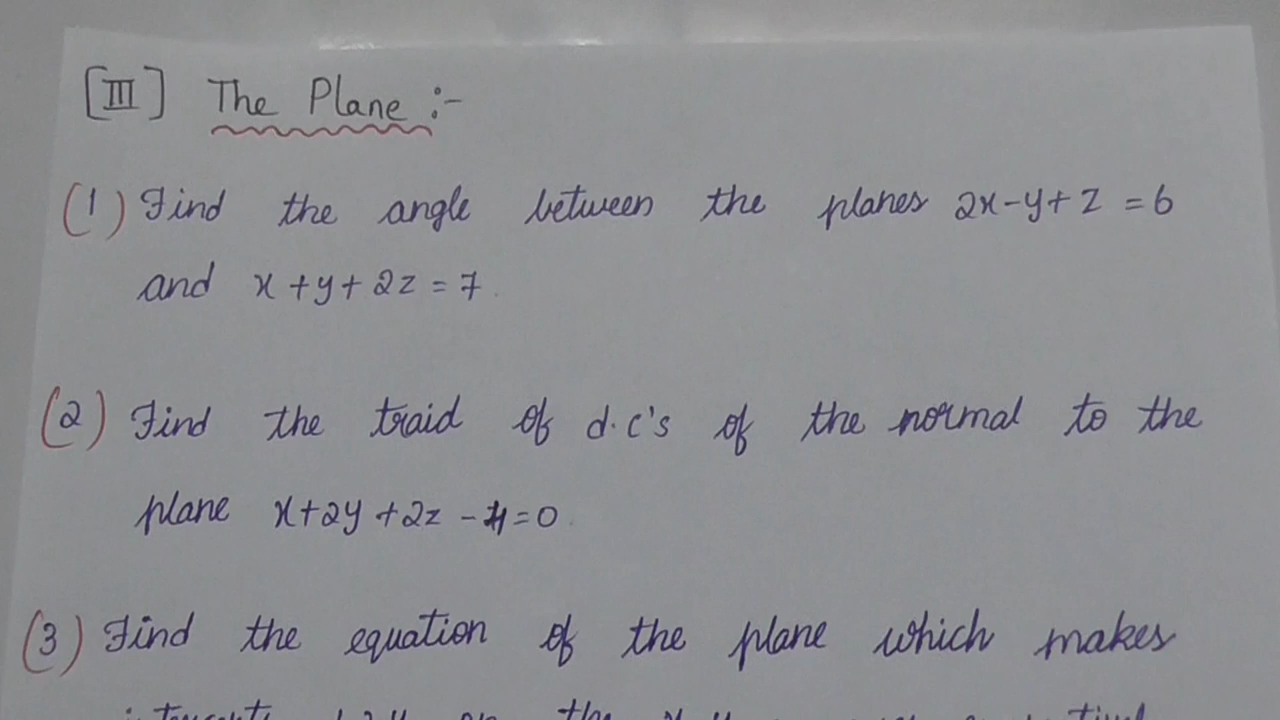 [III] The Plane :-
(1) Find the angle between the planes 2x-y+z = 6
and x+y+2z = 7.
(2) Find the traid of d.c's of the normal to the
plane x+2y+2z-4=0.
(3) Find the equation of the plane which makes
on the